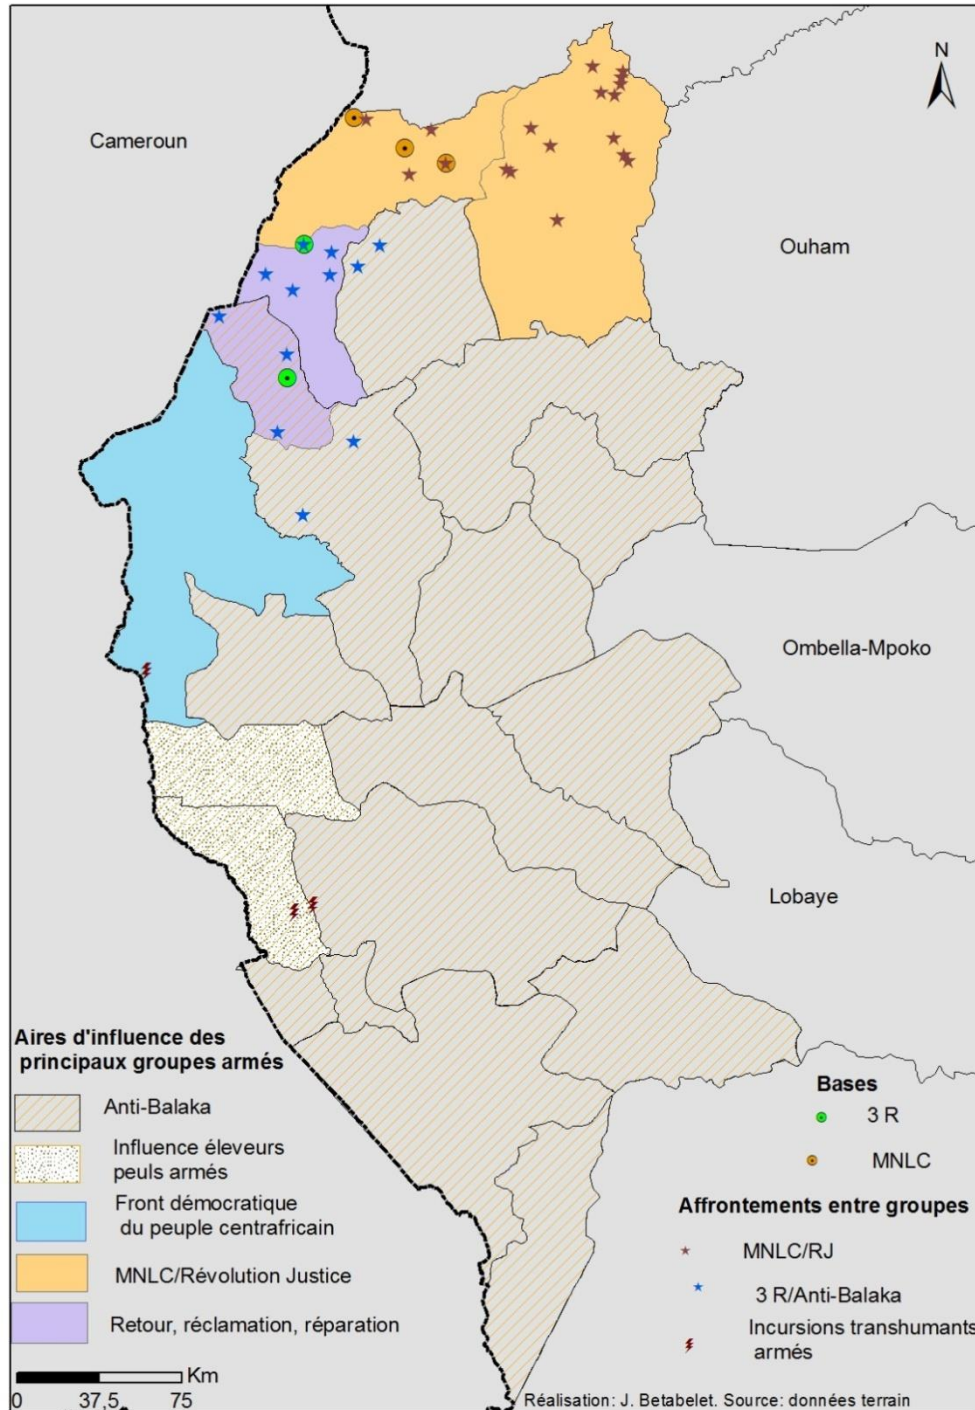 N
Cameroun
Ouham
Ombella-Mpoko
Lobaye
Aires d'influence des
principaux groupes armés
Anti-Balaka
Influence éleveurs
peuls armés
Front démocratique
du peuple centrafricain
MNLC/Révolution Justice
Retour, réclamation, réparation
Km
0 37,5 75
Bases
3 R
MNLC
Affrontements entre groupes
MNLC/RJ
3 R/Anti-Balaka
Incursions transhumants
armés
Réalisation: J. Betabelet. Source: données terrain